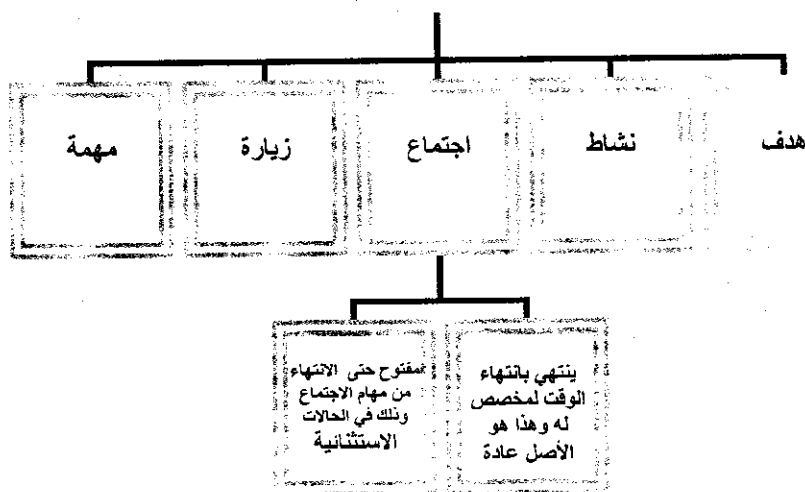 هدف
نشاط
اجتماع
زيارة
مهمة
ينتهي بانتهاء
الوقت لمخصص
له وهذا هو
الأصل عادة
مفتوح حتى الانتهاء
من مهام الاجتماع
وذلك في الحالات
الاستثنائية